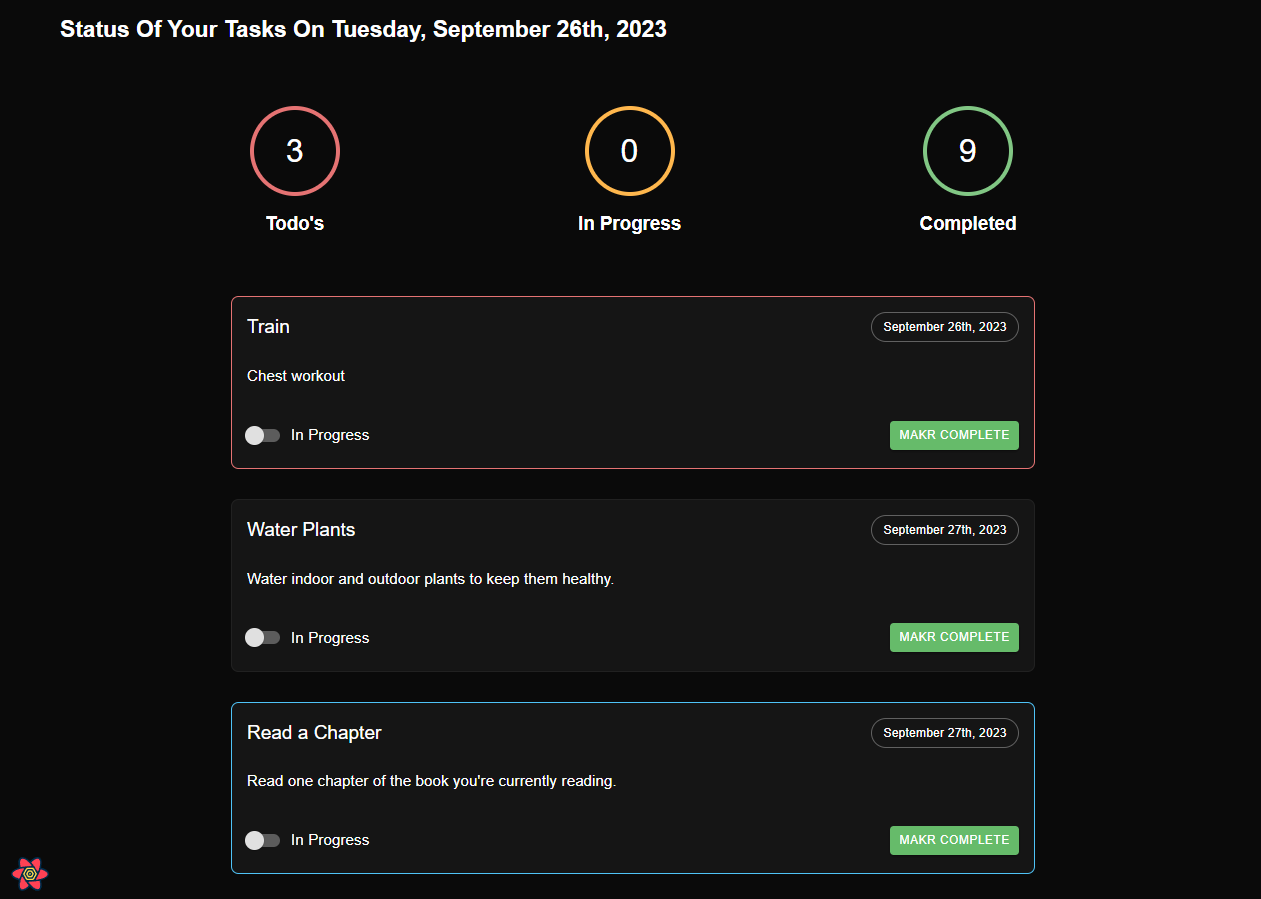 Status Of Your Tasks On Tuesday, September 26th, 2023
3
0
9
Todo's
In Progress
Completed
Train
September 26th, 2023
Chest workout
In Progress
MAKR COMPLETE
Water Plants
September 27th, 2023
Water indoor and outdoor plants to keep them healthy.
In Progress
MAKR COMPLETE
Read a Chapter
September 27th, 2023
Read one chapter of the book you're currently reading.
In Progress
MAKR COMPLETE